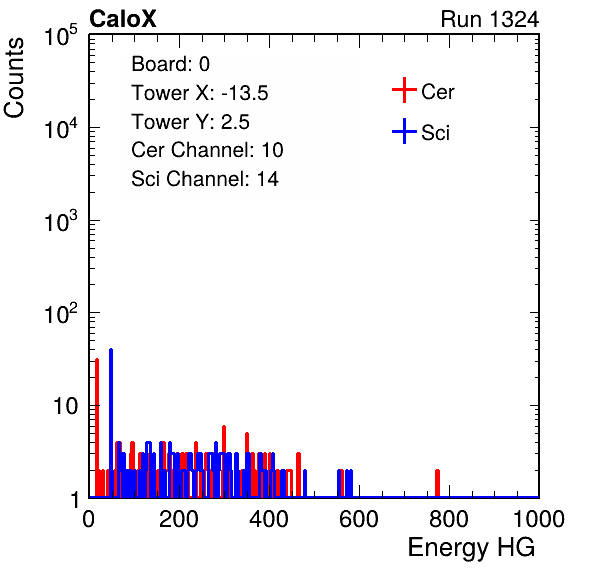 CaloX Run 1324
Counts
10^5
10^4
10^3
10^2
10
1
Board: 0
Tower X: -13.5
Tower Y: 2.5
Cer Channel: 10
Sci Channel: 14
Cer
Sci
0 200 400 600 800 1000
Energy HG